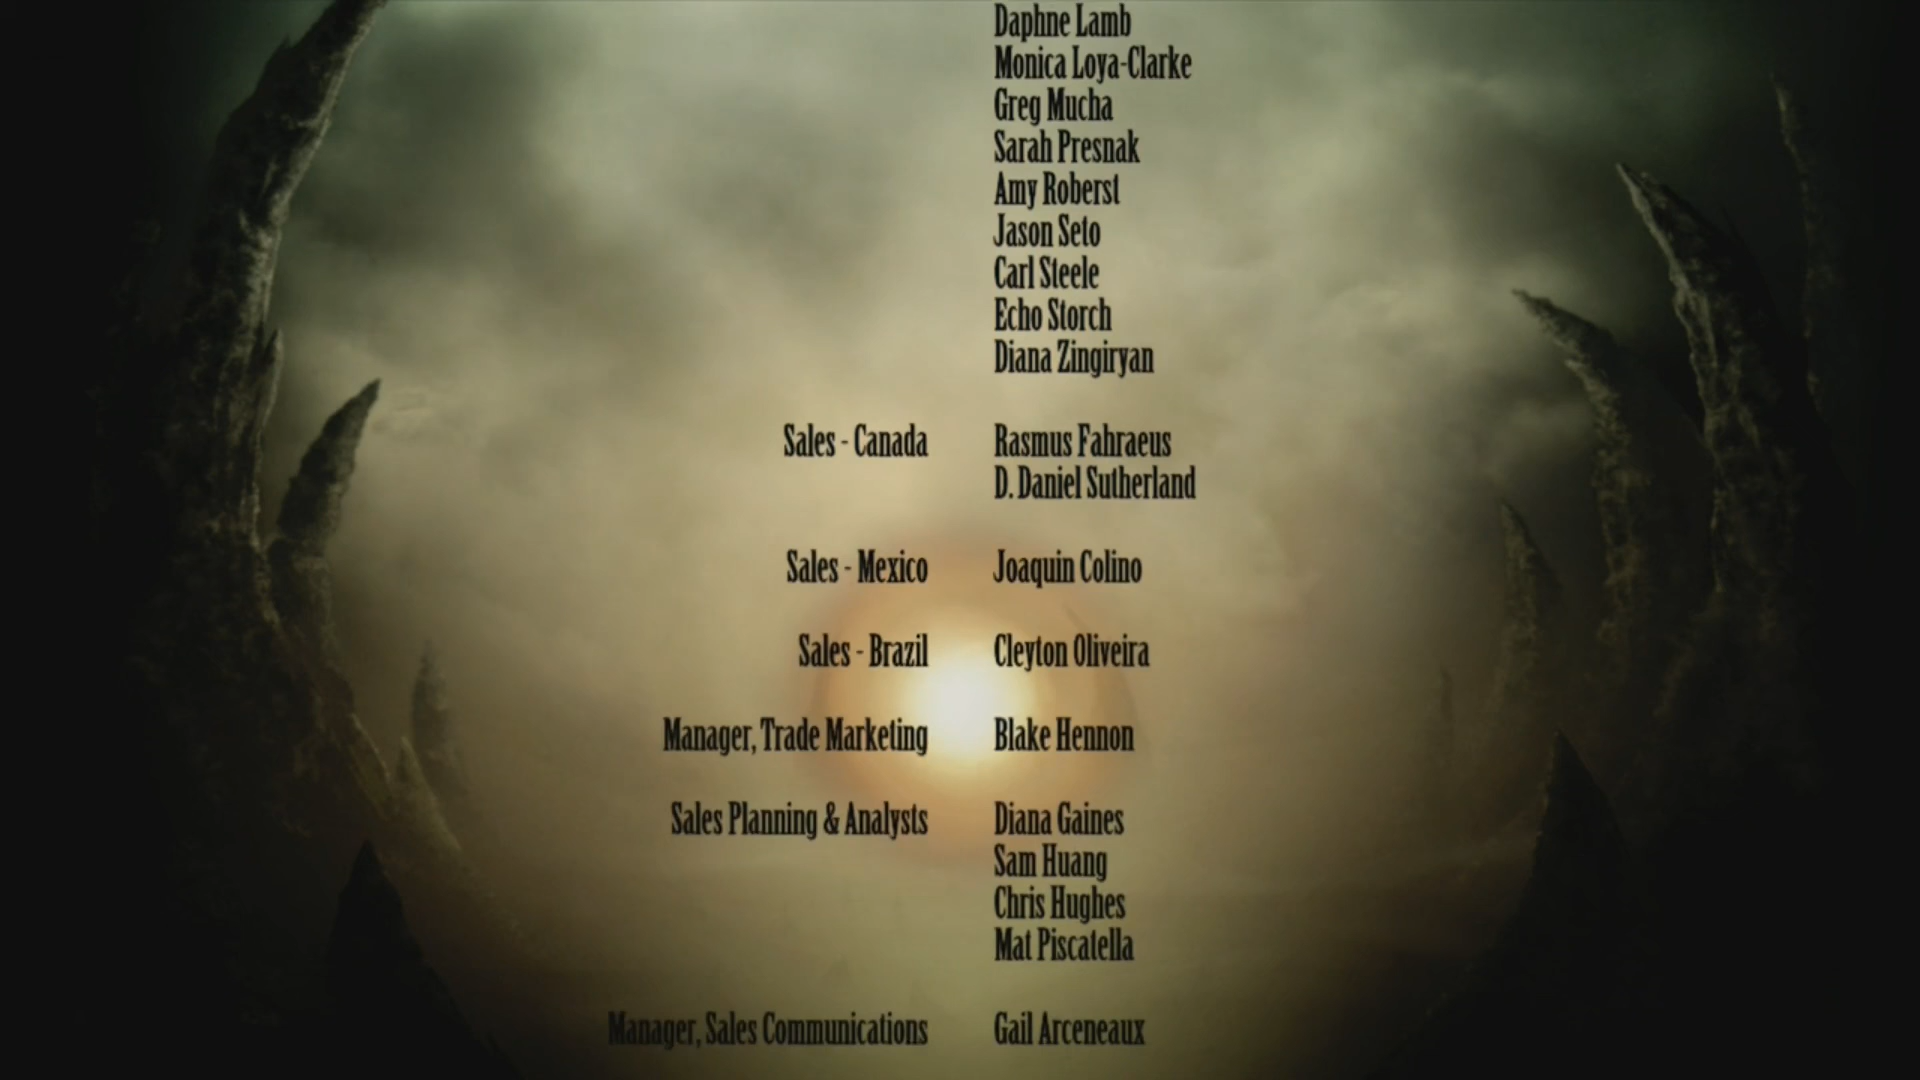 Daphne Lamb
Monica Loya-Clarke
Greg Mucha
Sarah Presnak
Amy Roberst
Jason Seto
Carl Steele
Echo Storch
Diana Zingiryan
Sales - Canada Rasmus Fahraeus
D. Daniel Sutherland
Sales - Mexico Joaquin Colino
Sales - Brazil Cleyton Oliveira
Manager, Trade Marketing Blake Hennon
Sales Planning & Analysts Diana Gaines
Sam Huang
Chris Hughes
Mat Piscatella
Manager, Sales Communications Gail Arceneaux